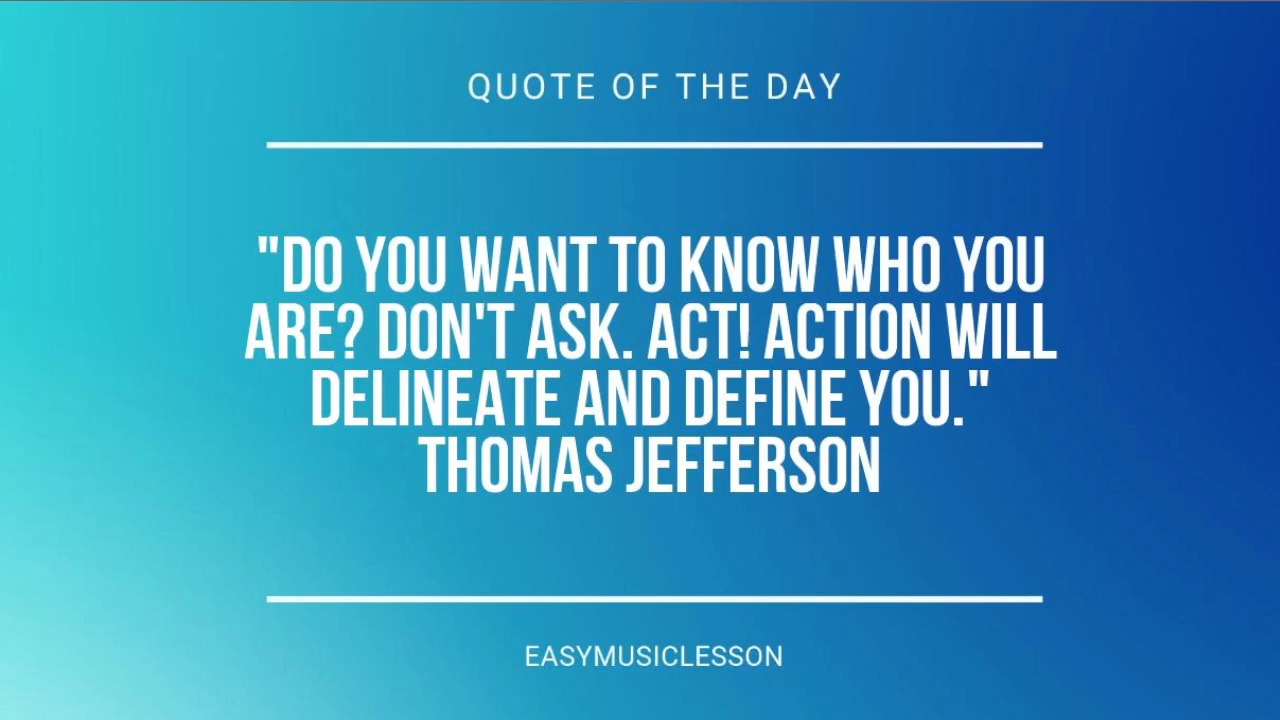 QUOTE OF THE DAY
"DO YOU WANT TO KNOW WHO YOU
ARE? DON'T ASK. ACT! ACTION WILL
DELINEATE AND DEFINE YOU."
THOMAS JEFFERSON
EASYMUSICLESSON